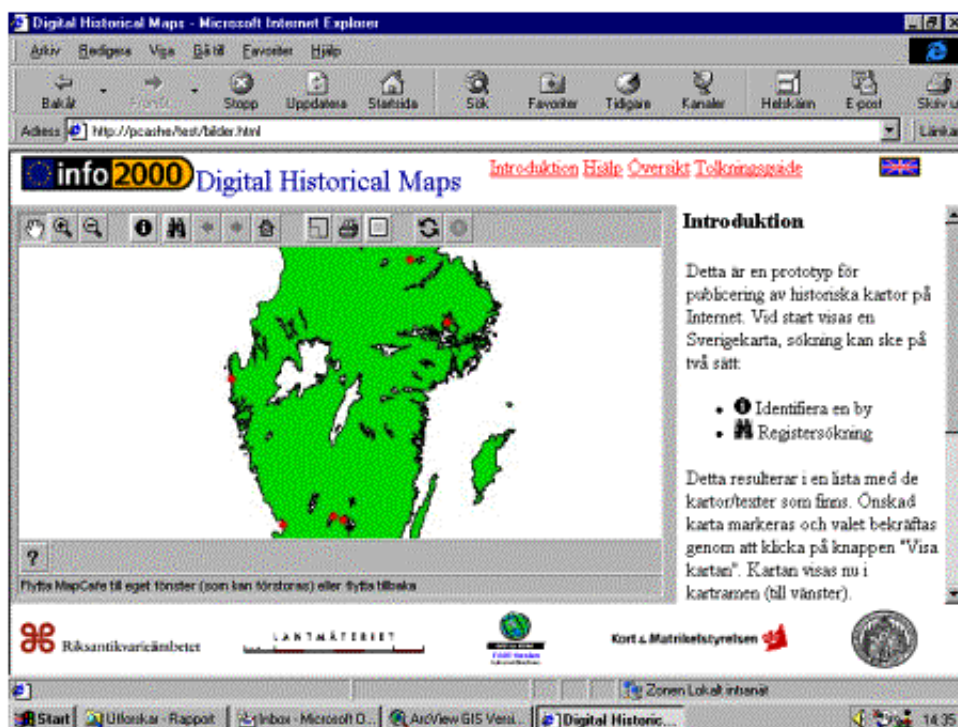 Digital Historical Maps - Microsoft Internet Explorer
Arkiv Redigera Visa Gå till Favoriter Hjälp
Bakåt Framåt Stopp Uppdatera Startsida Sök Favoriter Tidigare Kanaler Helskärm E-post Skriv u
Adress http://pcashe/test/bilder.html Länkar
info2000 Digital Historical Maps
Introduktion Hjälp Översikt Tolkningsguide
Introduktion
Detta är en prototyp för
publicering av historiska kartor på
Internet. Vid start visas en
Sverigekarta, sökning kan ske på
två sätt:
Identifiera en by
Registersökning
Detta resulterar i en lista med de
kartor/texter som finns. Önskad
karta markeras och valet bekräftas
genom att klicka på knappen "Visa
kartan". Kartan visas nu i
kartramen (till vänster).
?
Flytta MapCafe till eget fönster (som kan förstoras) eller flytta tillbaka
Riksantikvarieämbetet
LANTMÄTERIET
Kort & Matrikelstyrelsen
Zonen Lokalt intranät
Start Utforskar - Rapport Inbox - Microsoft O... ArcView GIS Versi... Digital Historic... 14:35